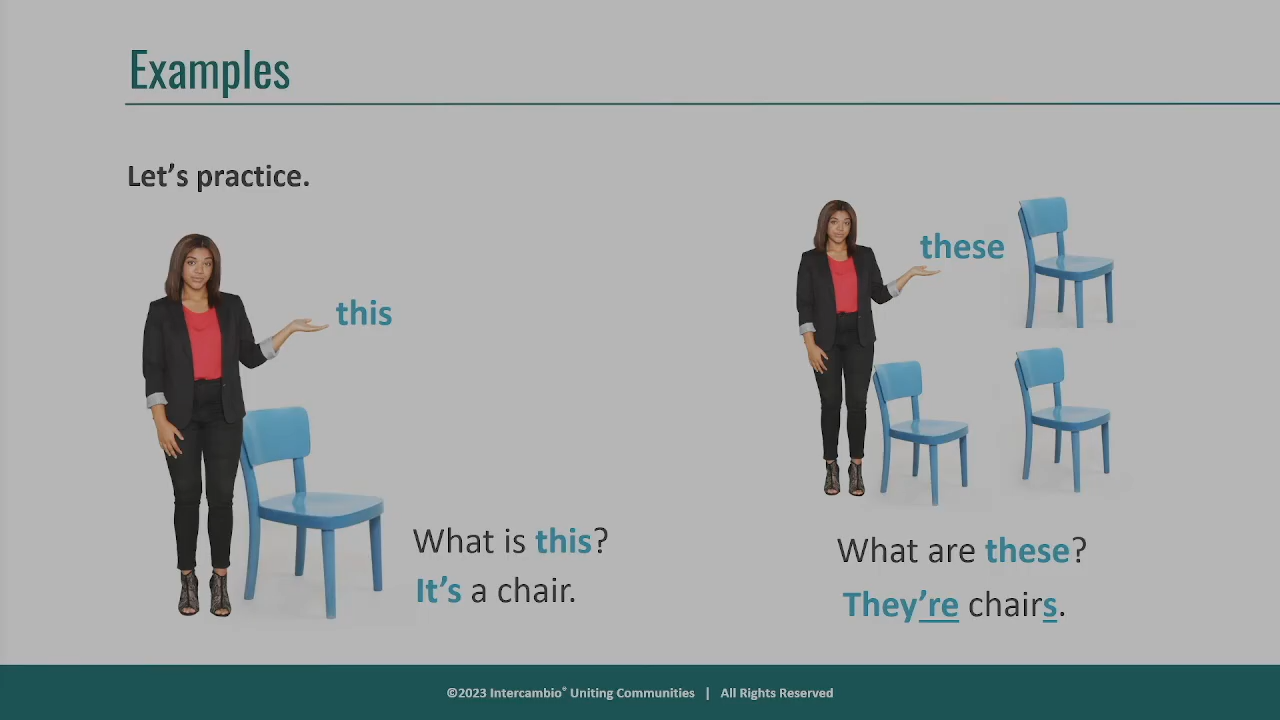 Examples
Let's practice.
this
What is this?
It's a chair.
these
What are these?
They're chairs.
©2023 Intercambio® Uniting Communities | All Rights Reserved